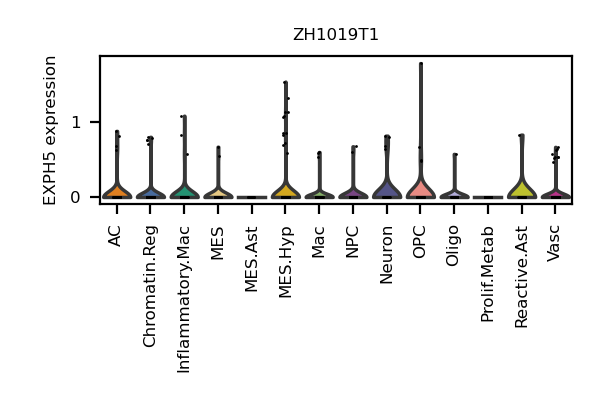 ZH1019T1
EXPH5 expression
1
0
AC
Chromatin.Reg
Inflammatory.Mac
MES
MES.Ast
MES.Hyp
Mac
NPC
Neuron
OPC
Oligo
Prolif.Metab
Reactive.Ast
Vasc